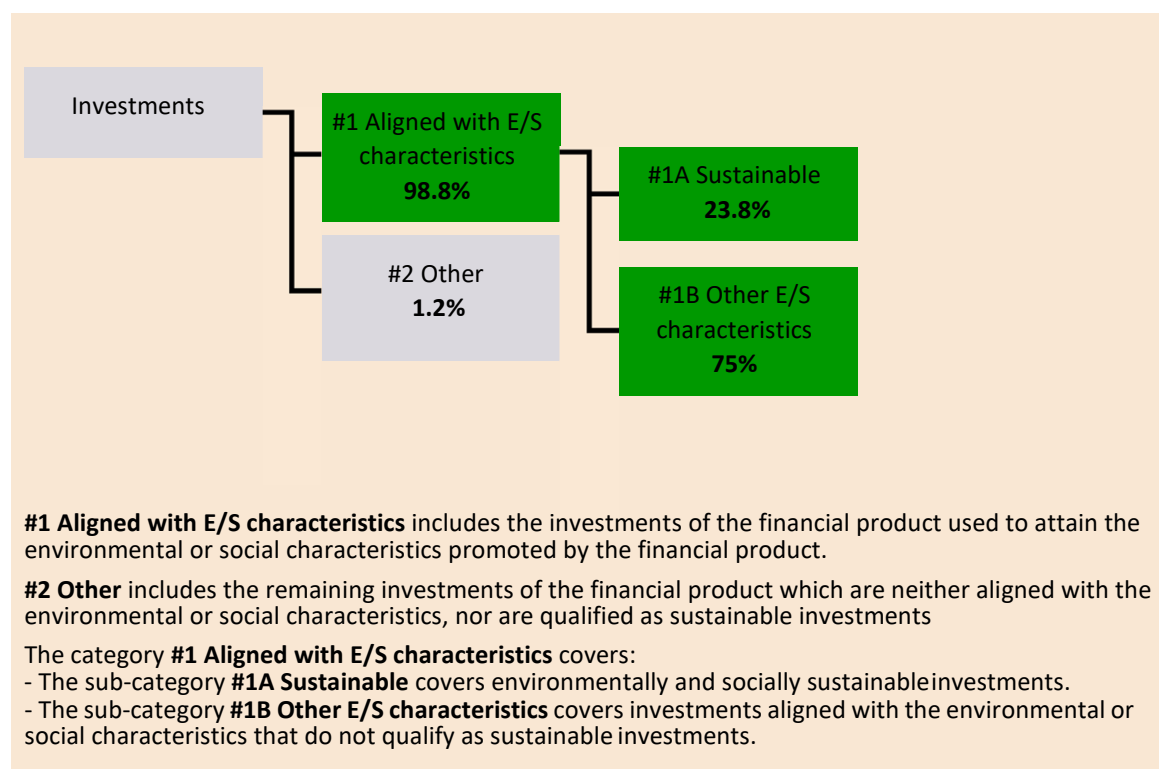 Investments
#1 Aligned with E/S
characteristics
98.8%
#2 Other
1.2%
#1A Sustainable
23.8%
#1B Other E/S
characteristics
75%
#1 Aligned with E/S characteristics includes the investments of the financial product used to attain the
environmental or social characteristics promoted by the financial product.
#2 Other includes the remaining investments of the financial product which are neither aligned with the
environmental or social characteristics, nor are qualified as sustainable investments
The category #1 Aligned with E/S characteristics covers:
- The sub-category #1A Sustainable covers environmentally and socially sustainable investments.
- The sub-category #1B Other E/S characteristics covers investments aligned with the environmental or
social characteristics that do not qualify as sustainable investments.